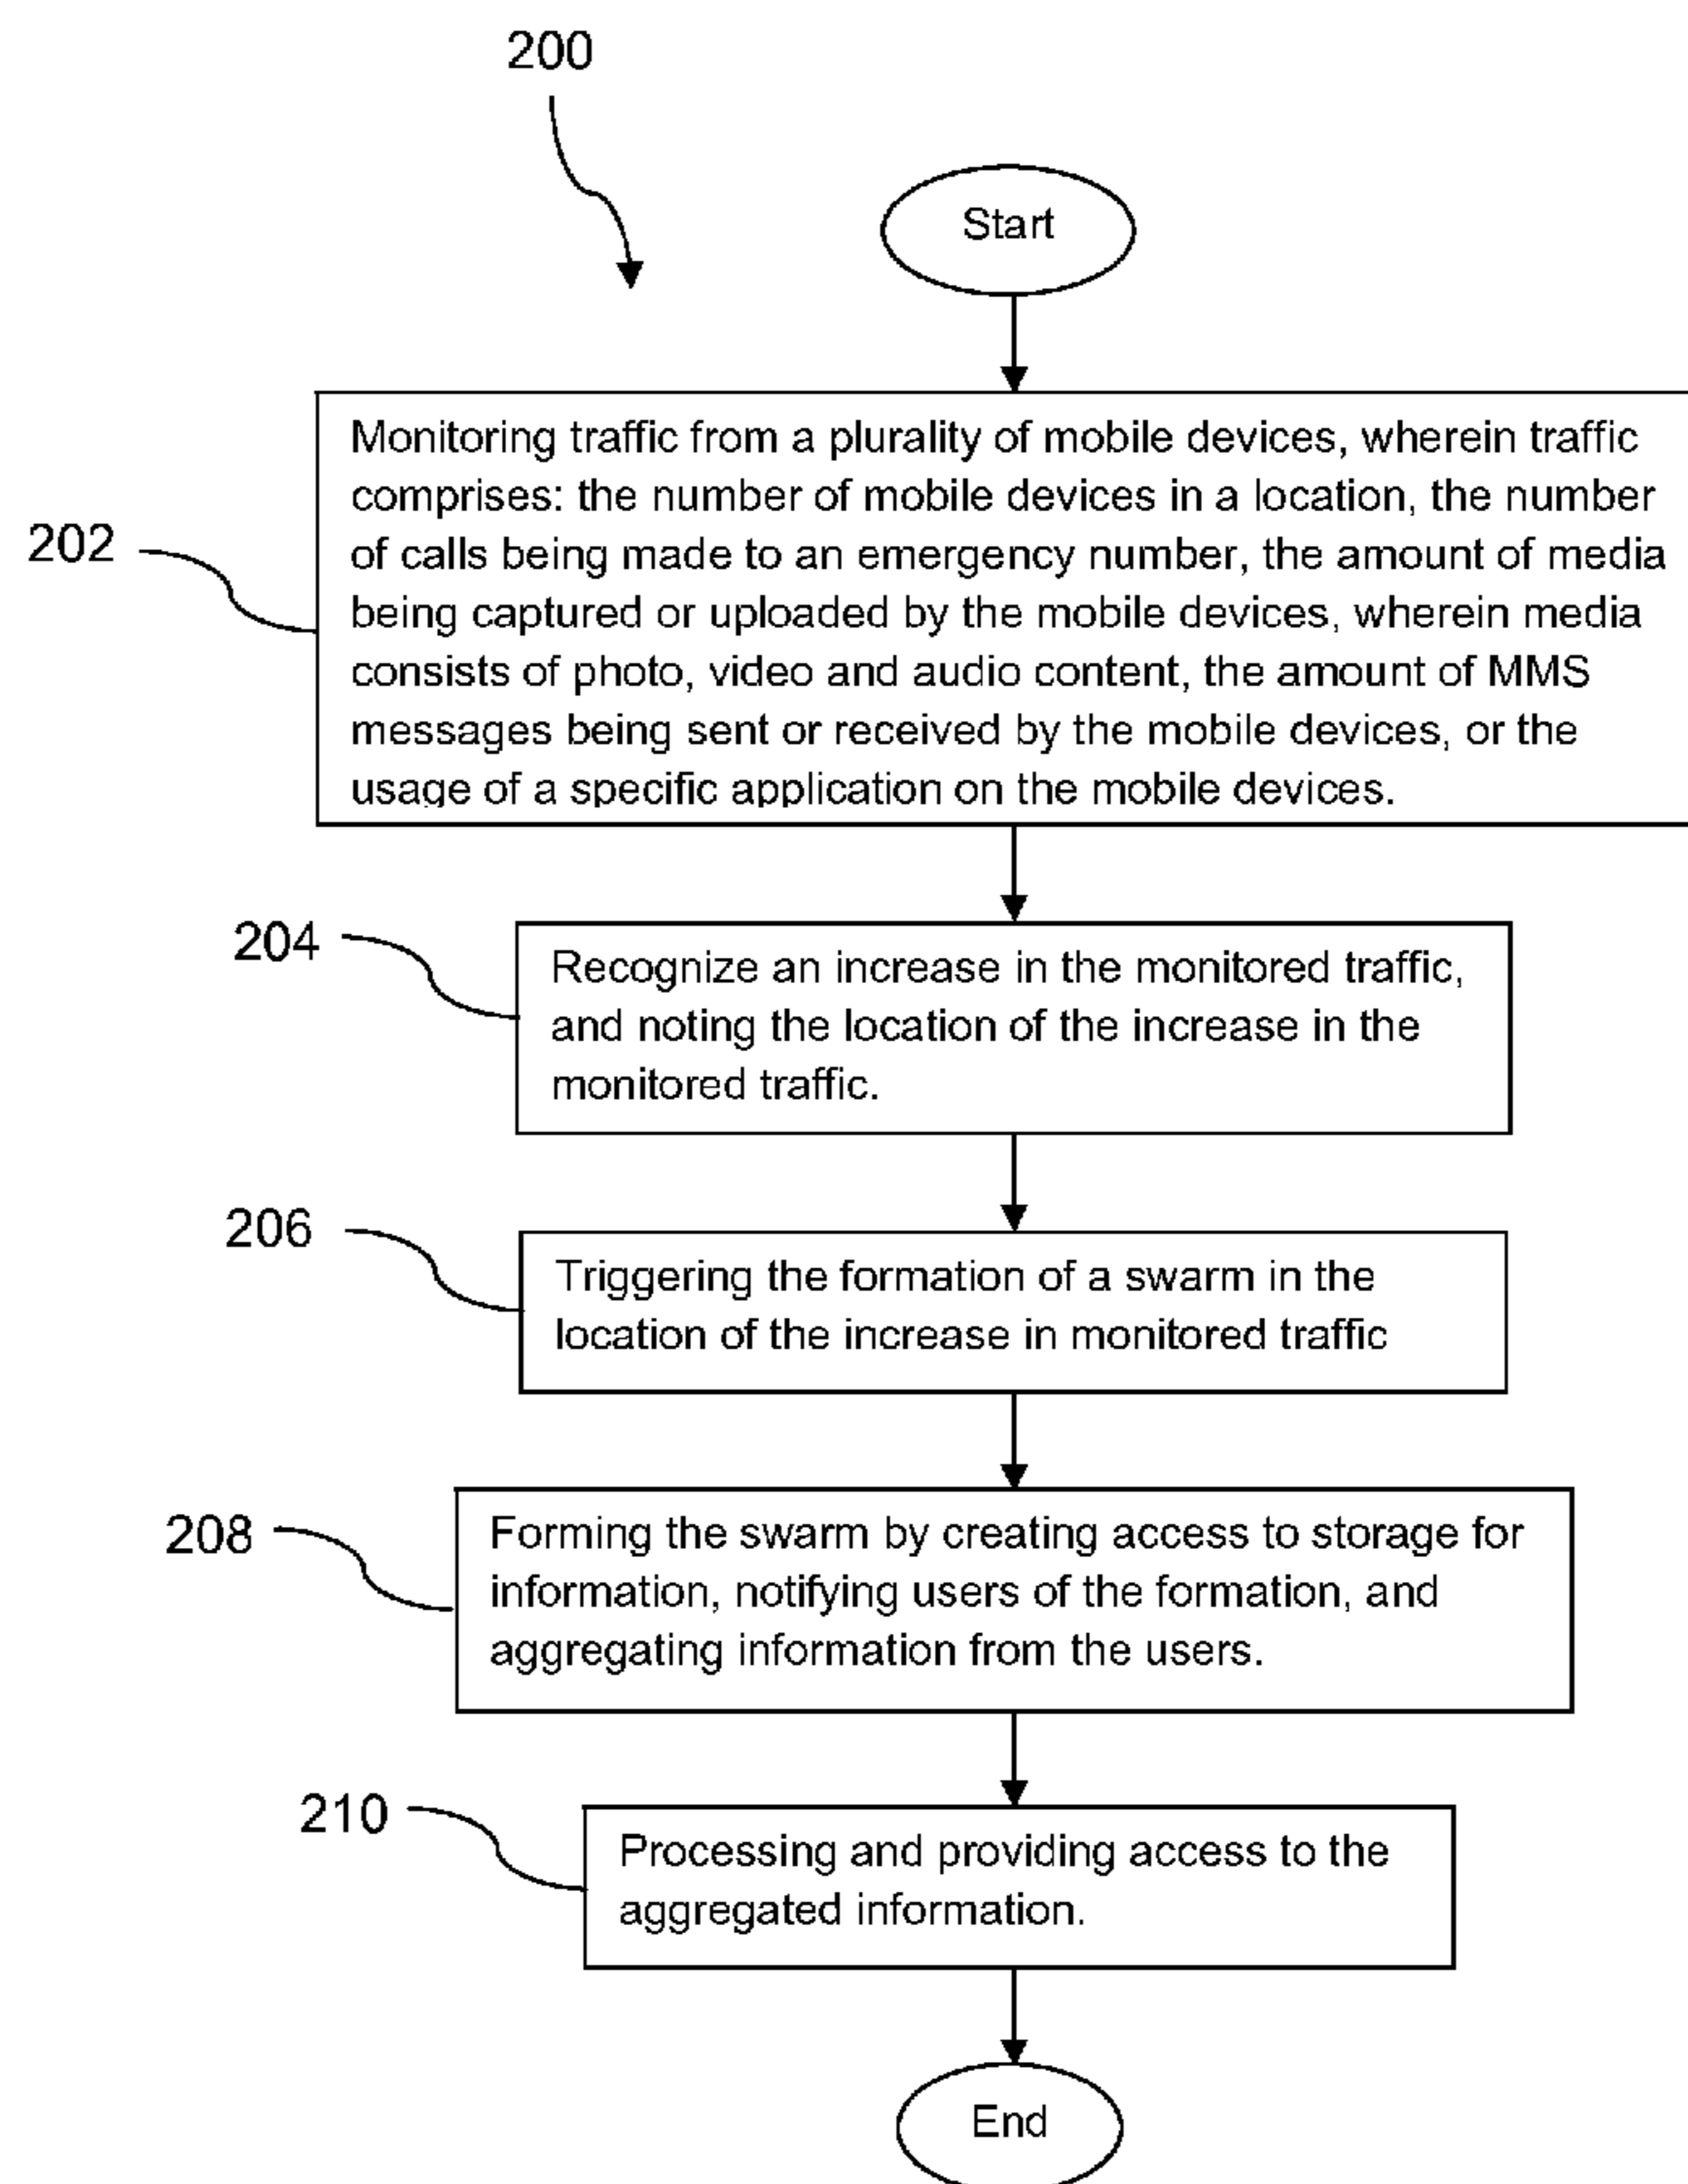 200
Start
202
Monitoring traffic from a plurality of mobile devices, wherein traffic
comprises: the number of mobile devices in a location, the number
of calls being made to an emergency number, the amount of media
being captured or uploaded by the mobile devices, wherein media
consists of photo, video and audio content, the amount of MMS
messages being sent or received by the mobile devices, or the
usage of a specific application on the mobile devices.
204
Recognize an increase in the monitored traffic,
and noting the location of the increase in the
monitored traffic.
206
Triggering the formation of a swarm in the
location of the increase in monitored traffic
208
Forming the swarm by creating access to storage for
information, notifying users of the formation, and
aggregating information from the users.
210
Processing and providing access to the
aggregated information.
End